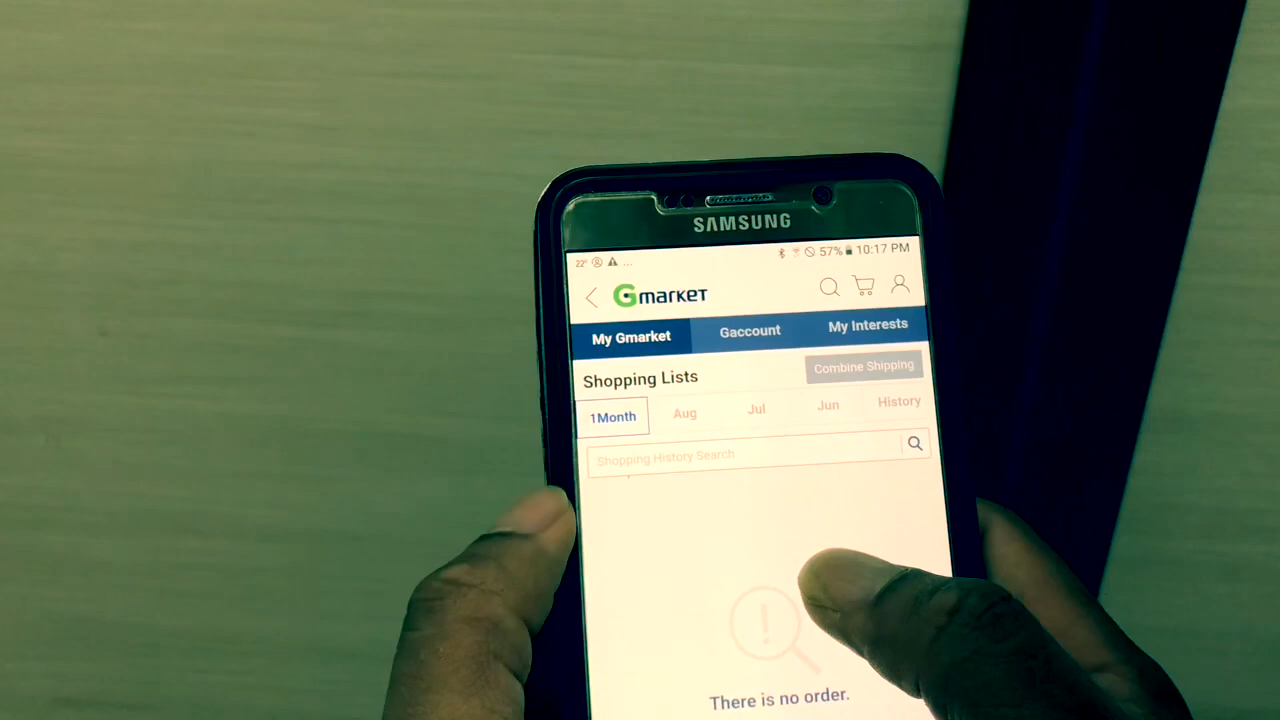 SAMSUNG
22° ... 57% 10:17 PM
Gmarket
My Gmarket Gaccount My Interests
Shopping Lists Combine Shipping
1Month Aug Jul Jun History
Shopping History Search
There is no order.